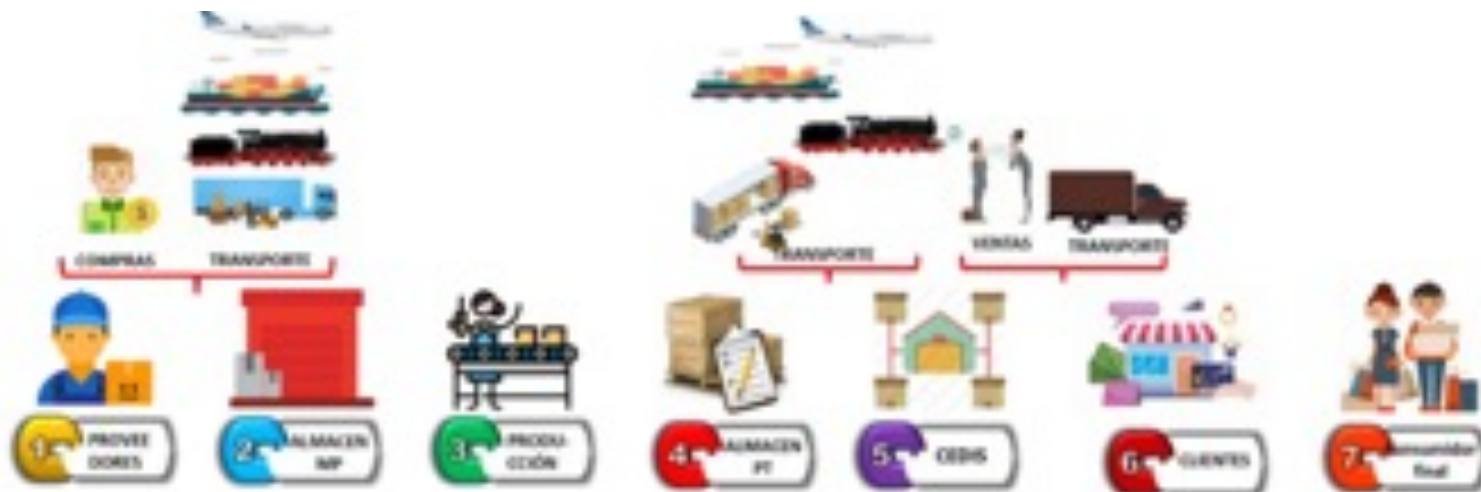 COMPRAS
TRANSPORTE
TRANSPORTE
VENTAS
TRANSPORTE
1
PROVEE
DORES
2
ALMACEN
MP
3
PRODU-
CCIÓN
4
ALMACEN
PT
5
CEDIS
6
CLIENTES
7
onsumidor
final